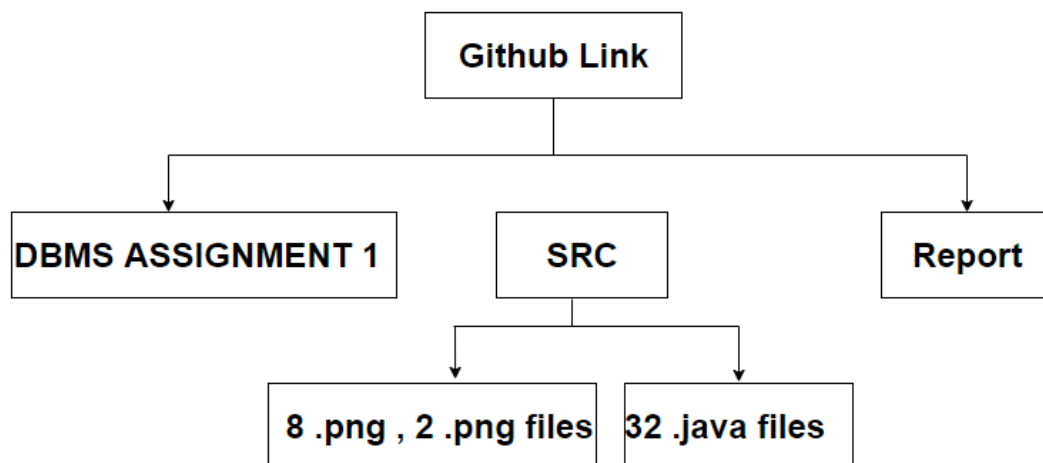 Github Link
DBMS ASSIGNMENT 1
SRC
Report
8 .png , 2 .png files
32 .java files